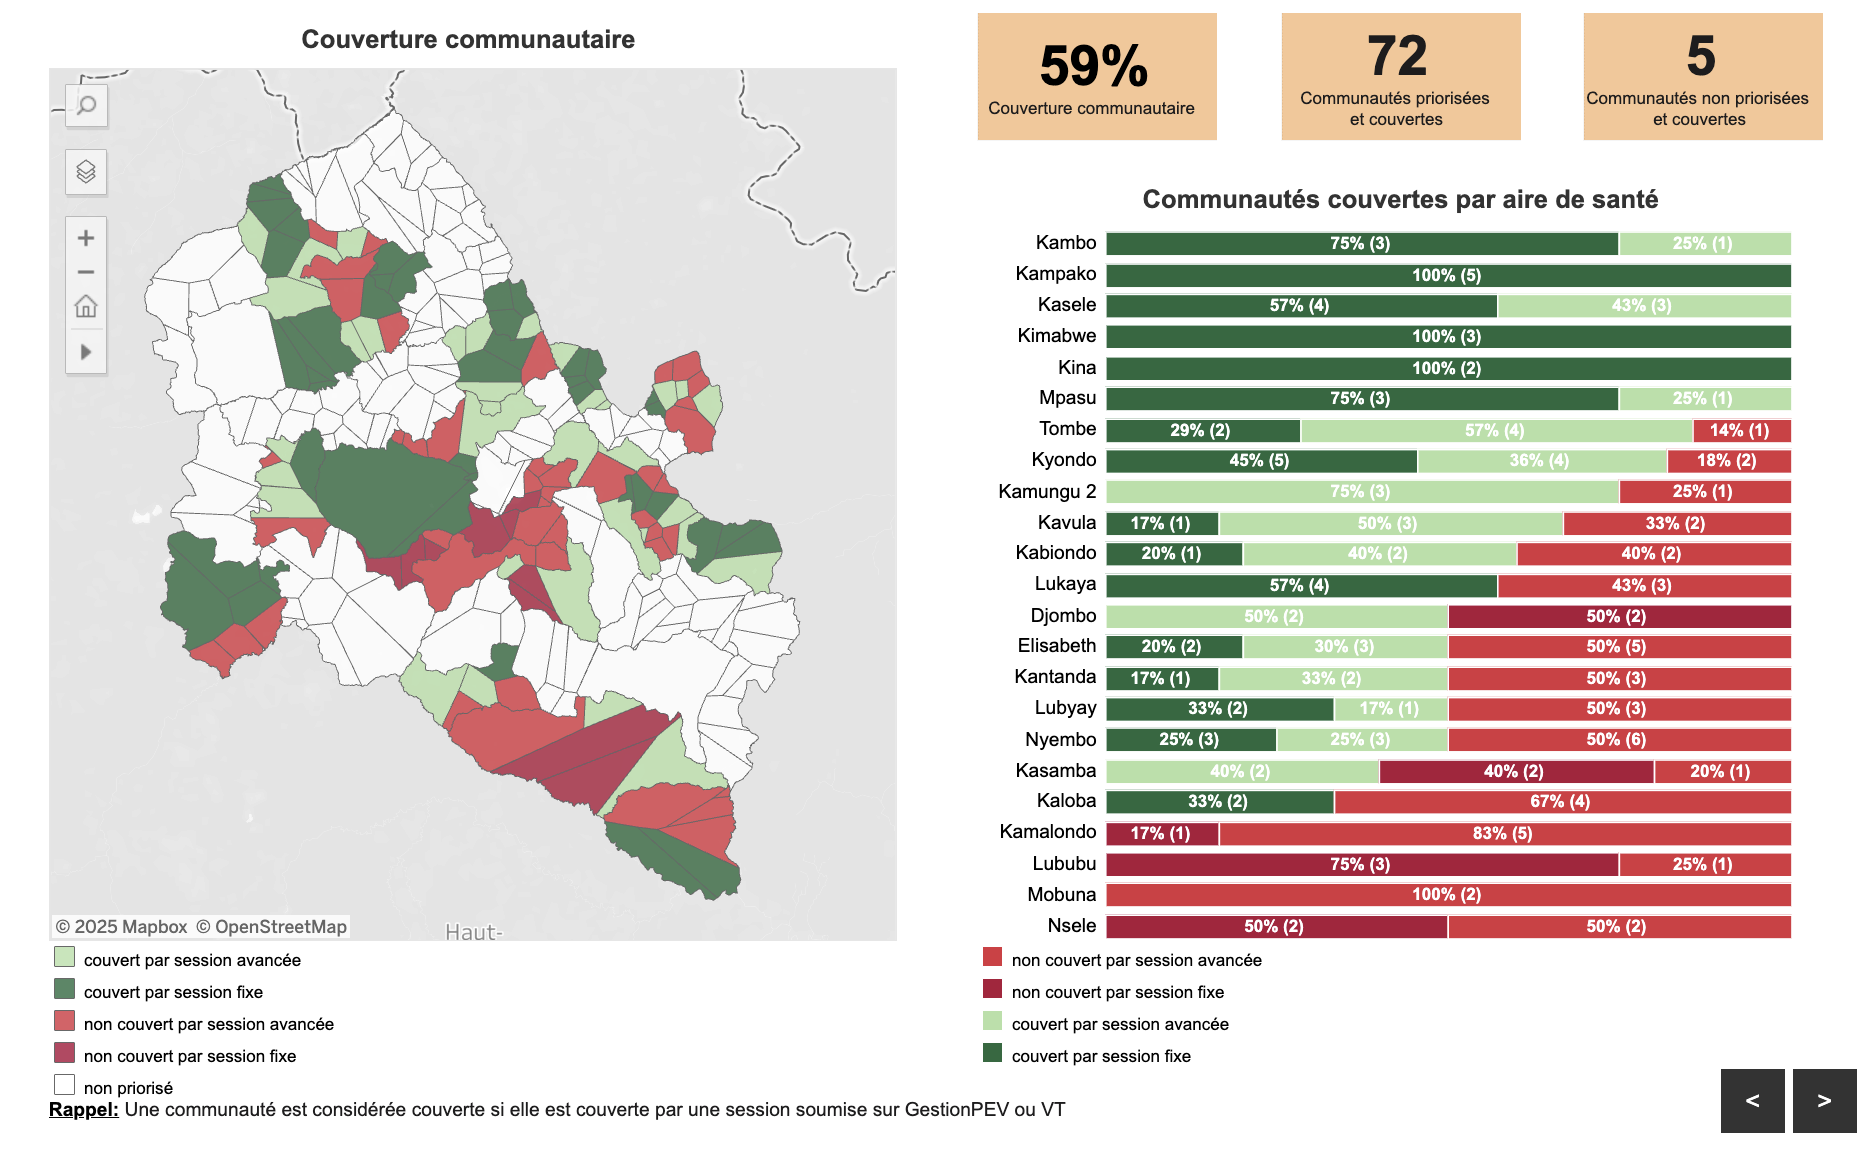 Couverture communautaire
59%
Couverture communautaire
72
Communautés priorisées
et couvertes
5
Communautés non priorisées
et couvertes
+
−
© 2025 Mapbox © OpenStreetMap
Haut-
couvert par session avancée
couvert par session fixe
non couvert par session avancée
non couvert par session fixe
non priorisé
Communautés couvertes par aire de santé
Kambo 75% (3) 25% (1)
Kampako 100% (5)
Kasele 57% (4) 43% (3)
Kimabwe 100% (3)
Kina 100% (2)
Mpasu 75% (3) 25% (1)
Tombe 29% (2) 57% (4) 14% (1)
Kyondo 45% (5) 36% (4) 18% (2)
Kamungu 2 75% (3) 25% (1)
Kavula 17% (1) 50% (3) 33% (2)
Kabiondo 20% (1) 40% (2) 40% (2)
Lukaya 57% (4) 43% (3)
Djombo 50% (2) 50% (2)
Elisabeth 20% (2) 30% (3) 50% (5)
Kantanda 17% (1) 33% (2) 50% (3)
Lubyay 33% (2) 17% (1) 50% (3)
Nyembo 25% (3) 25% (3) 50% (6)
Kasamba 40% (2) 40% (2) 20% (1)
Kaloba 33% (2) 67% (4)
Kamalondo 17% (1) 83% (5)
Lububu 75% (3) 25% (1)
Mobuna 100% (2)
Nsele 50% (2) 50% (2)
non couvert par session avancée
non couvert par session fixe
couvert par session avancée
couvert par session fixe
Rappel: Une communauté est considérée couverte si elle est couverte par une session soumise sur GestionPEV ou VT
< >